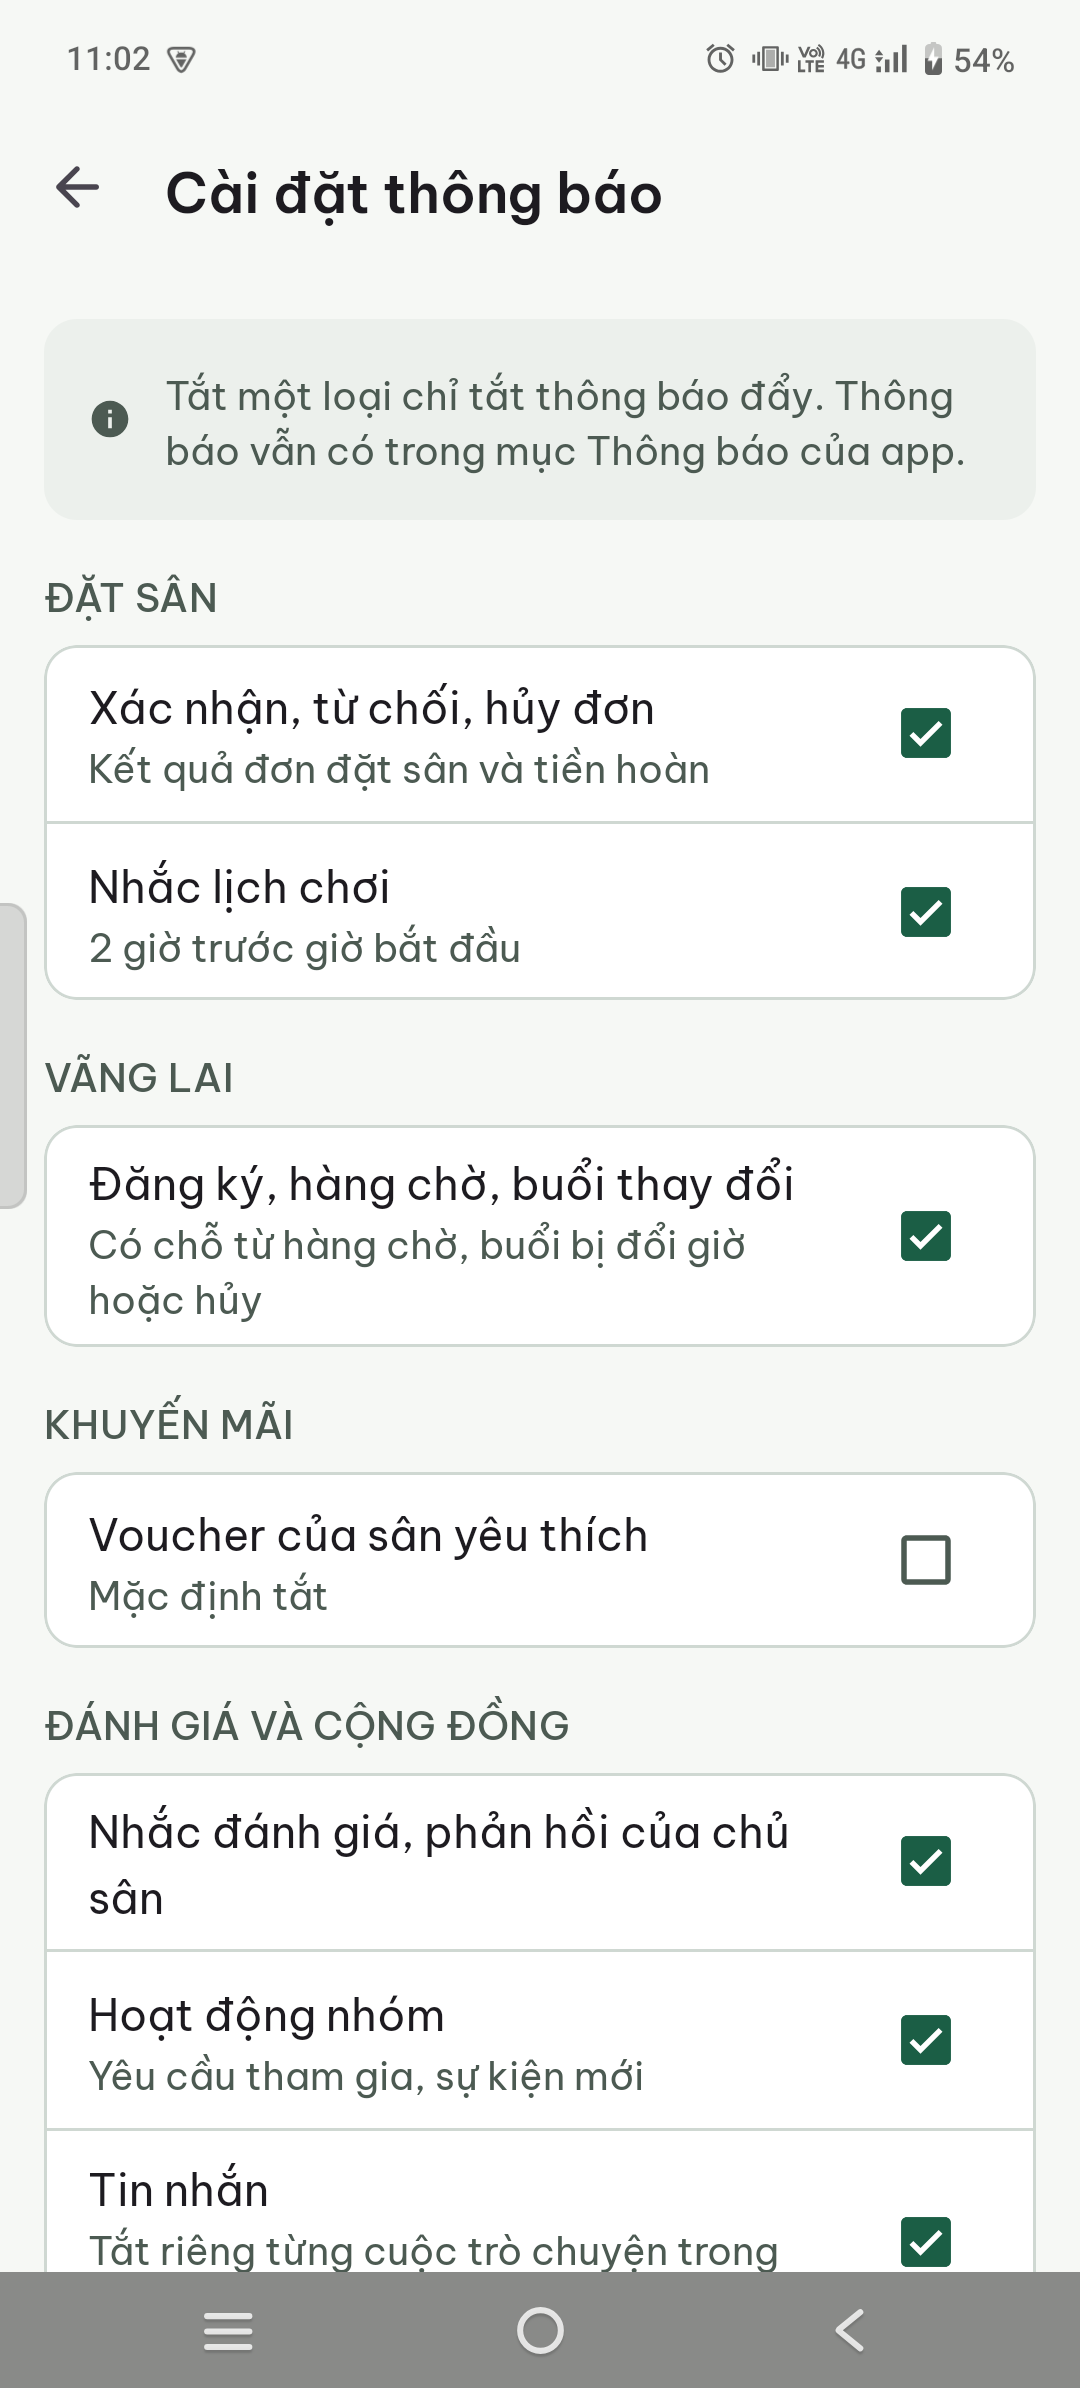 11:02
VoLTE 4G 54%
Cài đặt thông báo
Tắt một loại chỉ tắt thông báo đẩy. Thông
báo vẫn có trong mục Thông báo của app.
ĐẶT SÂN
Xác nhận, từ chối, hủy đơn
Kết quả đơn đặt sân và tiền hoàn
Nhắc lịch chơi
2 giờ trước giờ bắt đầu
VÃNG LAI
Đăng ký, hàng chờ, buổi thay đổi
Có chỗ từ hàng chờ, buổi bị đổi giờ
hoặc hủy
KHUYẾN MÃI
Voucher của sân yêu thích
Mặc định tắt
ĐÁNH GIÁ VÀ CỘNG ĐỒNG
Nhắc đánh giá, phản hồi của chủ
sân
Hoạt động nhóm
Yêu cầu tham gia, sự kiện mới
Tin nhắn
Tắt riêng từng cuộc trò chuyện trong